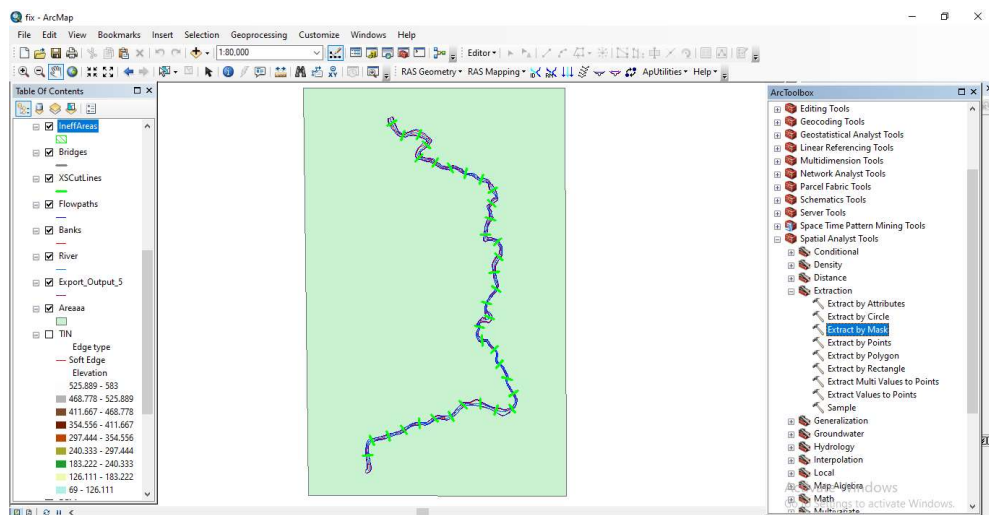 fix - ArcMap
File Edit View Bookmarks Insert Selection Geoprocessing Customize Windows Help
1:80,000
Editor
RAS Geometry RAS Mapping ApUtilities Help
Table Of Contents
IneffAreas
Bridges
XSCutLines
Flowpaths
Banks
River
Export_Output_5
Areaaa
TIN
Edge type
Soft Edge
Elevation
525.889 - 583
468.778 - 525.889
411.667 - 468.778
354.556 - 411.667
297.444 - 354.556
240.333 - 297.444
183.222 - 240.333
126.111 - 183.222
69 - 126.111
ArcToolbox
Editing Tools
Geocoding Tools
Geostatistical Analyst Tools
Linear Referencing Tools
Multidimension Tools
Network Analyst Tools
Parcel Fabric Tools
Schematics Tools
Server Tools
Space Time Pattern Mining Tools
Spatial Analyst Tools
Conditional
Density
Distance
Extraction
Extract by Attributes
Extract by Circle
Extract by Mask
Extract by Points
Extract by Polygon
Extract by Rectangle
Extract Multi Values to Points
Extract Values to Points
Sample
Generalization
Groundwater
Hydrology
Interpolation
Local
Map Algebra
Math
Multivariate
Settings to activate Windows.